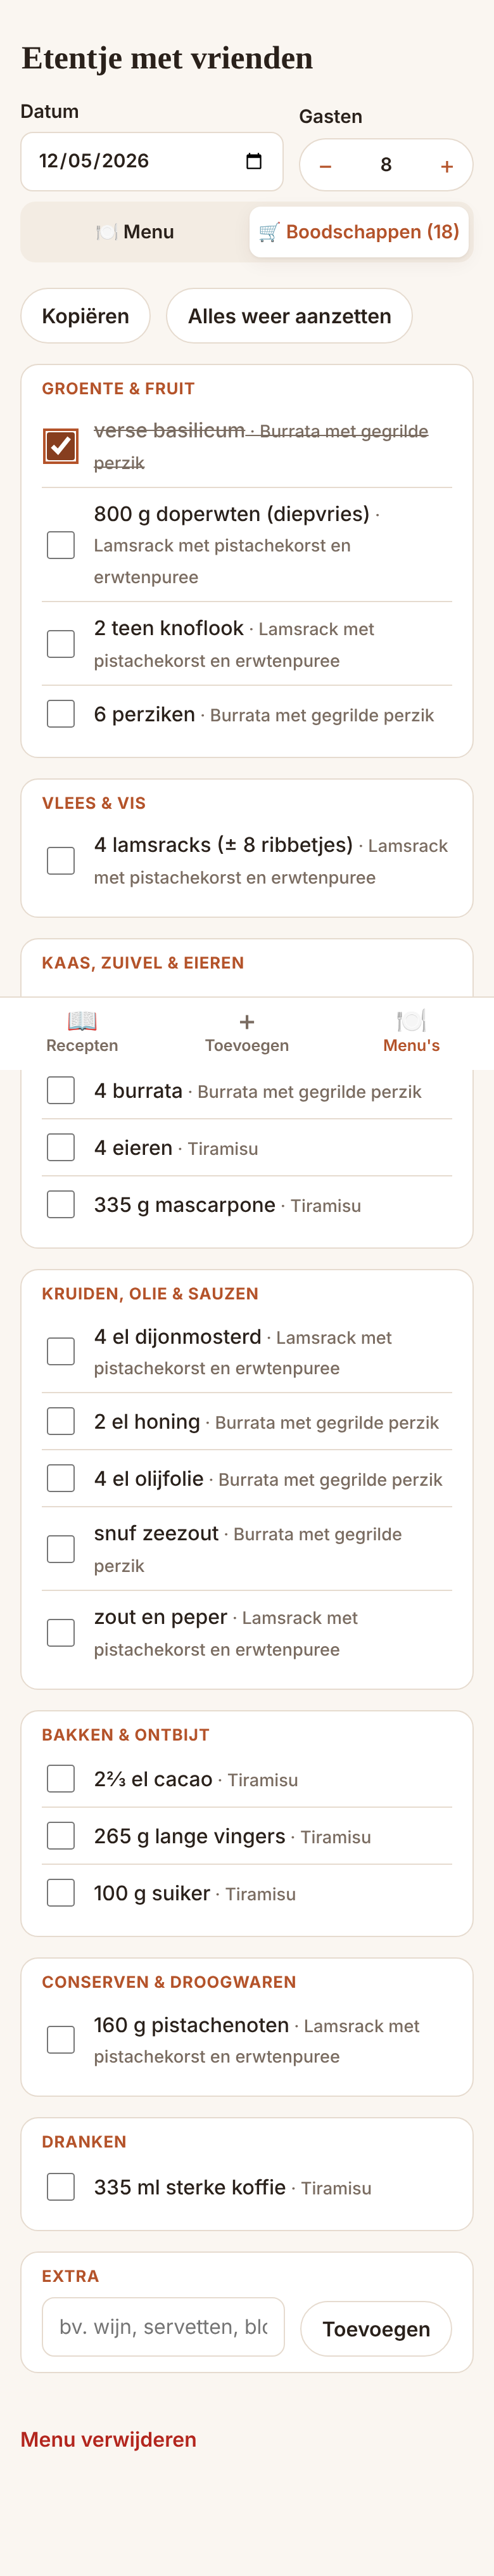 Etentje met vrienden
Datum
Gasten
12/05/2026
− 8 +
🍽️ Menu
🛒 Boodschappen (18)
Kopiëren
Alles weer aanzetten
GROENTE & FRUIT
verse basilicum · Burrata met gegrilde
perzik
800 g doperwten (diepvries) ·
Lamsrack met pistachekorst en
erwtenpuree
2 teen knoflook · Lamsrack met
pistachekorst en erwtenpuree
6 perziken · Burrata met gegrilde perzik
VLEES & VIS
4 lamsracks (± 8 ribbetjes) · Lamsrack
met pistachekorst en erwtenpuree
KAAS, ZUIVEL & EIEREN
Recepten
+
Toevoegen
Menu's
4 burrata · Burrata met gegrilde perzik
4 eieren · Tiramisu
335 g mascarpone · Tiramisu
KRUIDEN, OLIE & SAUZEN
4 el dijonmosterd · Lamsrack met
pistachekorst en erwtenpuree
2 el honing · Burrata met gegrilde perzik
4 el olijfolie · Burrata met gegrilde perzik
snuf zeezout · Burrata met gegrilde
perzik
zout en peper · Lamsrack met
pistachekorst en erwtenpuree
BAKKEN & ONTBIJT
2⅔ el cacao · Tiramisu
265 g lange vingers · Tiramisu
100 g suiker · Tiramisu
CONSERVEN & DROOGWAREN
160 g pistachenoten · Lamsrack met
pistachekorst en erwtenpuree
DRANKEN
335 ml sterke koffie · Tiramisu
EXTRA
bv. wijn, servetten,
Toevoegen
Menu verwijderen